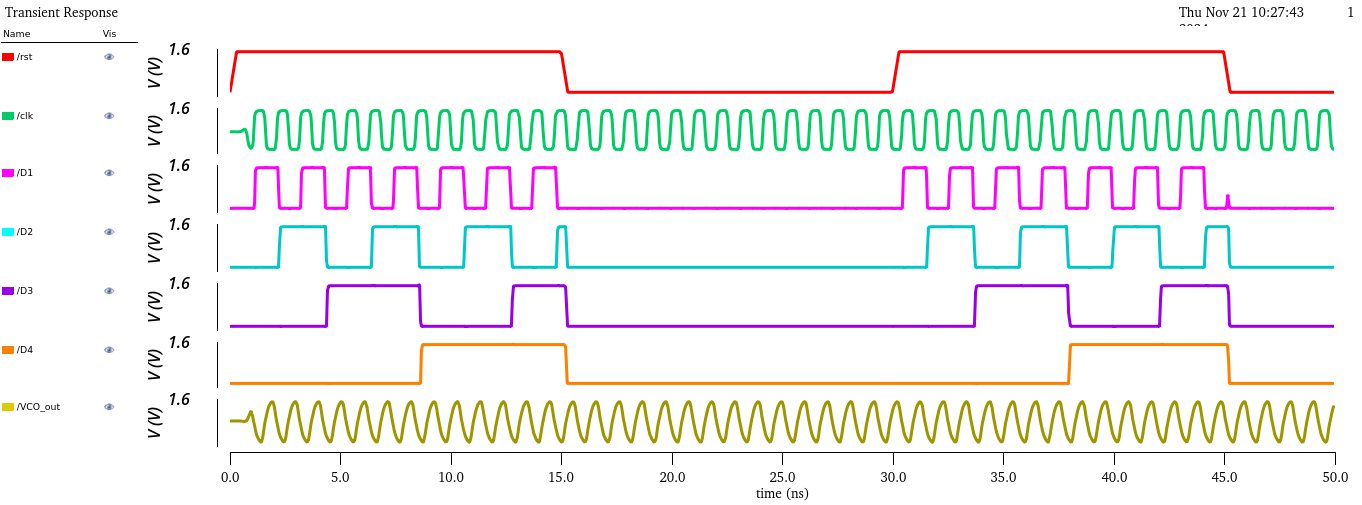 Transient Response
Thu Nov 21 10:27:43 1
Name Vis
/rst
/clk
/D1
/D2
/D3
/D4
/VCO_out
1.6
V (V)
1.6
V (V)
1.6
V (V)
1.6
V (V)
1.6
V (V)
1.6
V (V)
1.6
V (V)
0.0 5.0 10.0 15.0 20.0 25.0 30.0 35.0 40.0 45.0 50.0
time (ns)